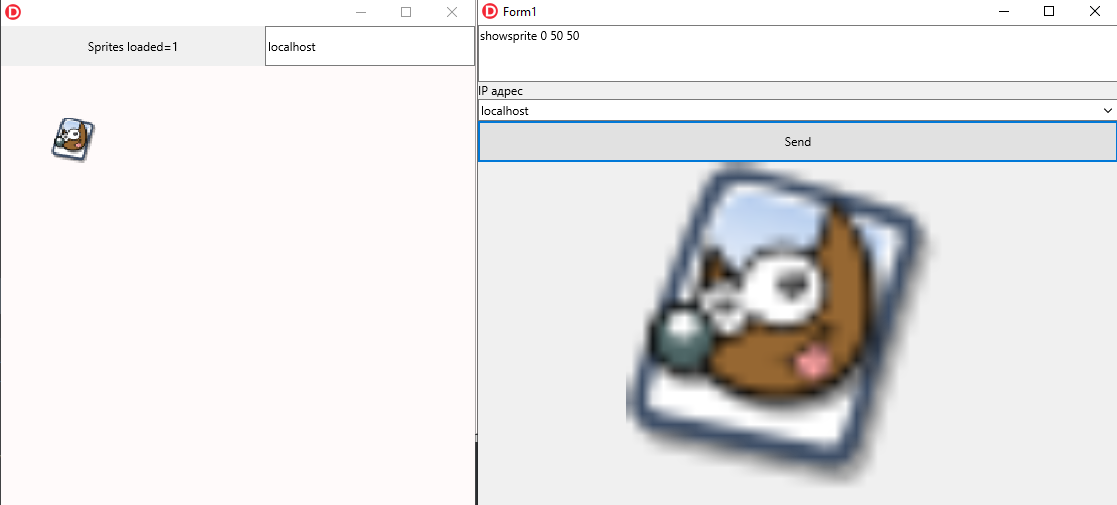 Sprites loaded=1
localhost
Form1
showsprite 0 50 50
IP адрес
localhost
Send